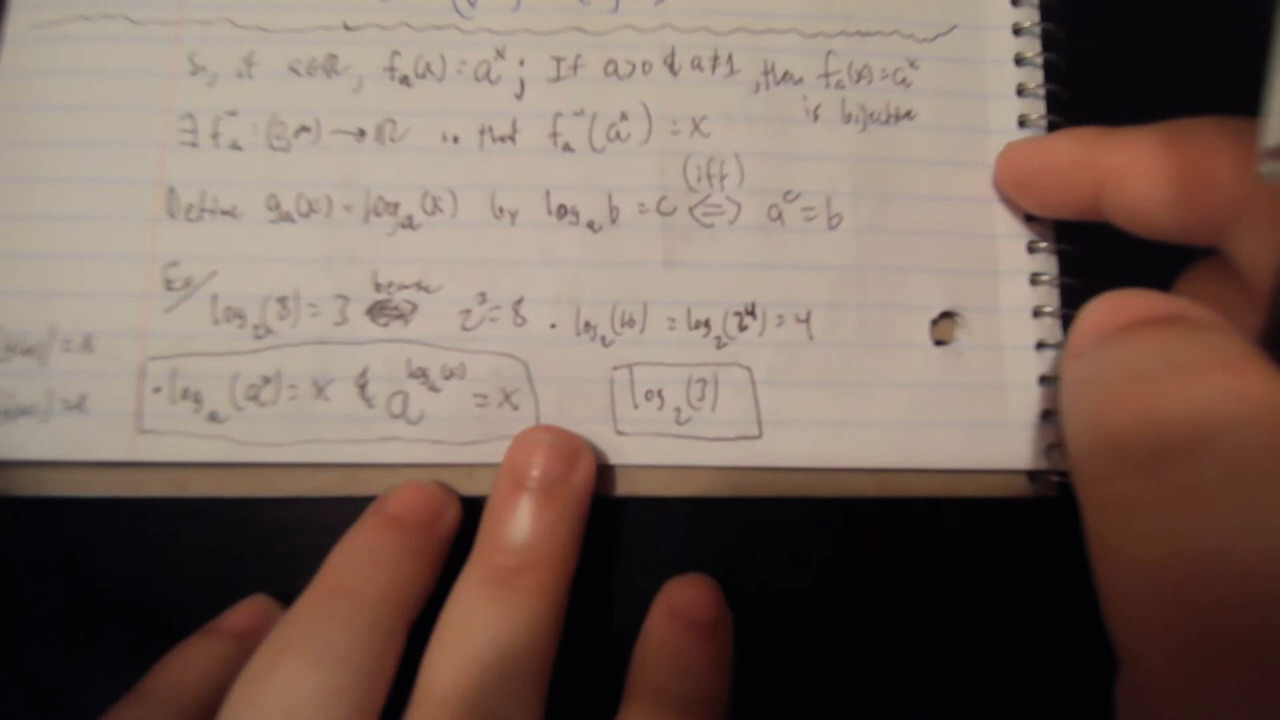 So, if a∈ℝ, fₐ(x) = aˣ; If a>0 & a≠1, then fₐ(x)=aˣ
is bijective
∃ fₐ⁻¹: (0,∞) → ℝ so that fₐ⁻¹(aˣ) = x
(iff)
Define gₐ(x) = logₐ(x) by logₐb = c ⟺ aᶜ = b
because
Ex/ log₂(8) = 3 2³ = 8 . log₂(16) = log₂(2⁴) = 4
• logₐ(aˣ) = x & a^logₐ(x) = x log₂(3)